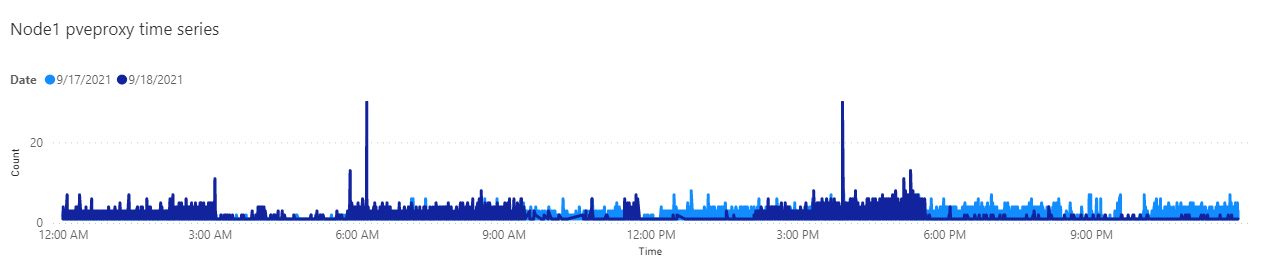 Node1 pveproxy time series
Date 9/17/2021 9/18/2021
Count
20
0
12:00 AM 3:00 AM 6:00 AM 9:00 AM 12:00 PM 3:00 PM 6:00 PM 9:00 PM
Time